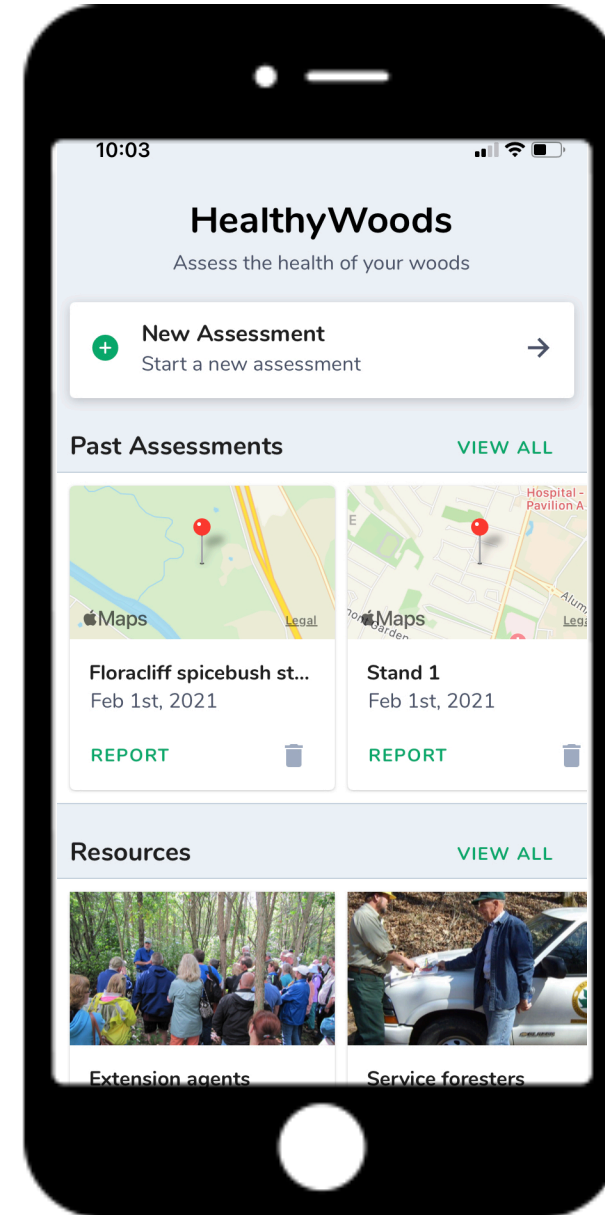 10:03
HealthyWoods
Assess the health of your woods
New Assessment
Start a new assessment
Past Assessments
VIEW ALL
Hospital -
Pavilion A
E
Maps
Legal
Maps
Garden
Floracliff spicebush st...
Feb 1st, 2021
REPORT
Stand 1
Feb 1st, 2021
REPORT
Resources
VIEW ALL
Extension agents
Service foresters